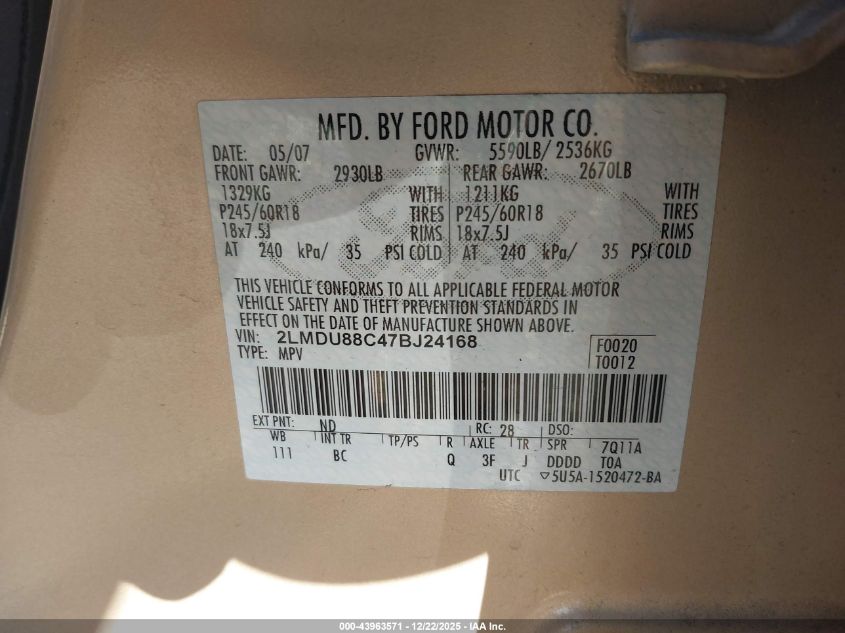 MFD. BY FORD MOTOR CO.
DATE: 05/07 GVWR: 5590LB/ 2536KG
FRONT GAWR: 2930LB REAR GAWR: 2670LB
1329KG WITH 1211KG WITH
P245/60R18 TIRES P245/60R18 TIRES
18x7.5J RIMS 18x7.5J RIMS
AT 240 kPa/ 35 PSI COLD AT 240 kPa/ 35 PSI COLD
THIS VEHICLE CONFORMS TO ALL APPLICABLE FEDERAL MOTOR
VEHICLE SAFETY AND THEFT PREVENTION STANDARDS IN
EFFECT ON THE DATE OF MANUFACTURE SHOWN ABOVE.
VIN: 2LMDU88C47BJ24168 F0020
TYPE: MPV T0012
EXT PNT: ND RC: 28 DSO:
WB INT TR TP/PS R AXLE TR SPR 7Q11A
111 BC Q 3F J DDDD T0A
UTC ▽5U5A-1520472-BA
000-43963571 - 12/22/2025 - IAA Inc.